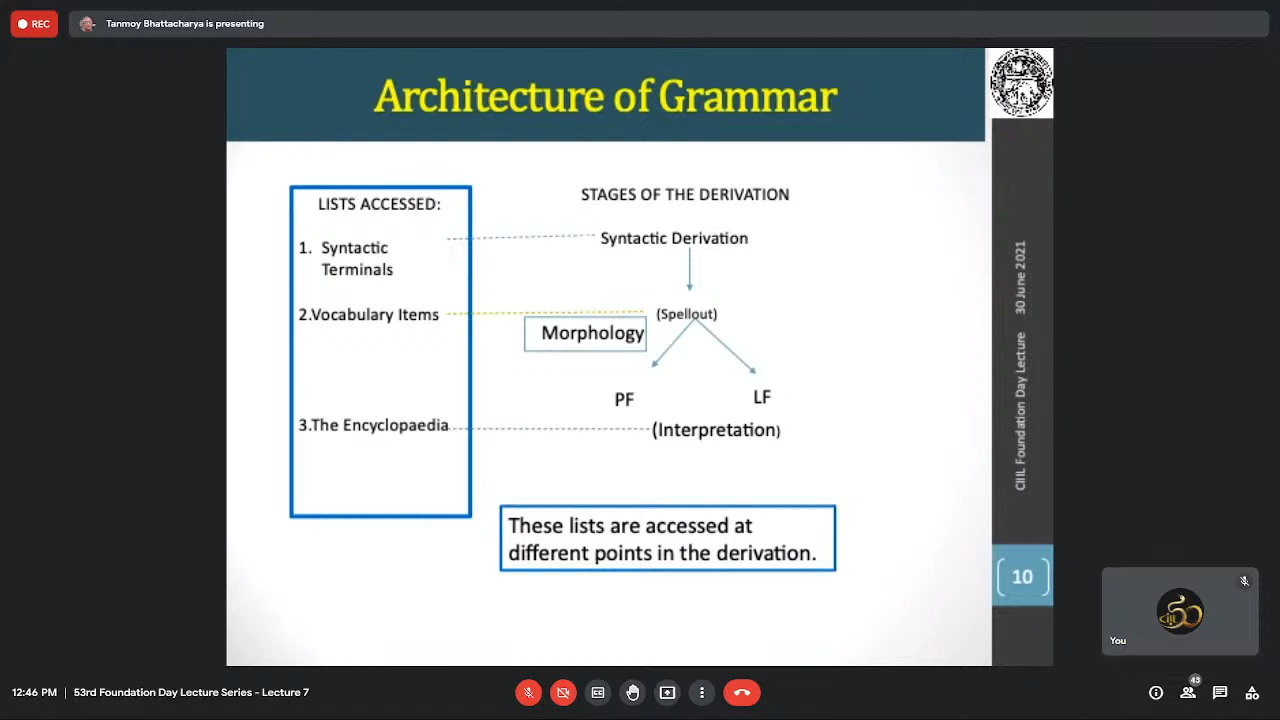 REC
Tanmoy Bhattacharya is presenting
Architecture of Grammar
LISTS ACCESSED:
1. Syntactic
Terminals
2.Vocabulary Items
3.The Encyclopaedia
STAGES OF THE DERIVATION
Syntactic Derivation
(Spellout)
Morphology
PF
LF
(Interpretation)
These lists are accessed at
different points in the derivation.
CIIL Foundation Day Lecture 30 June 2021
10
You
12:46 PM | 53rd Foundation Day Lecture Series - Lecture 7
43